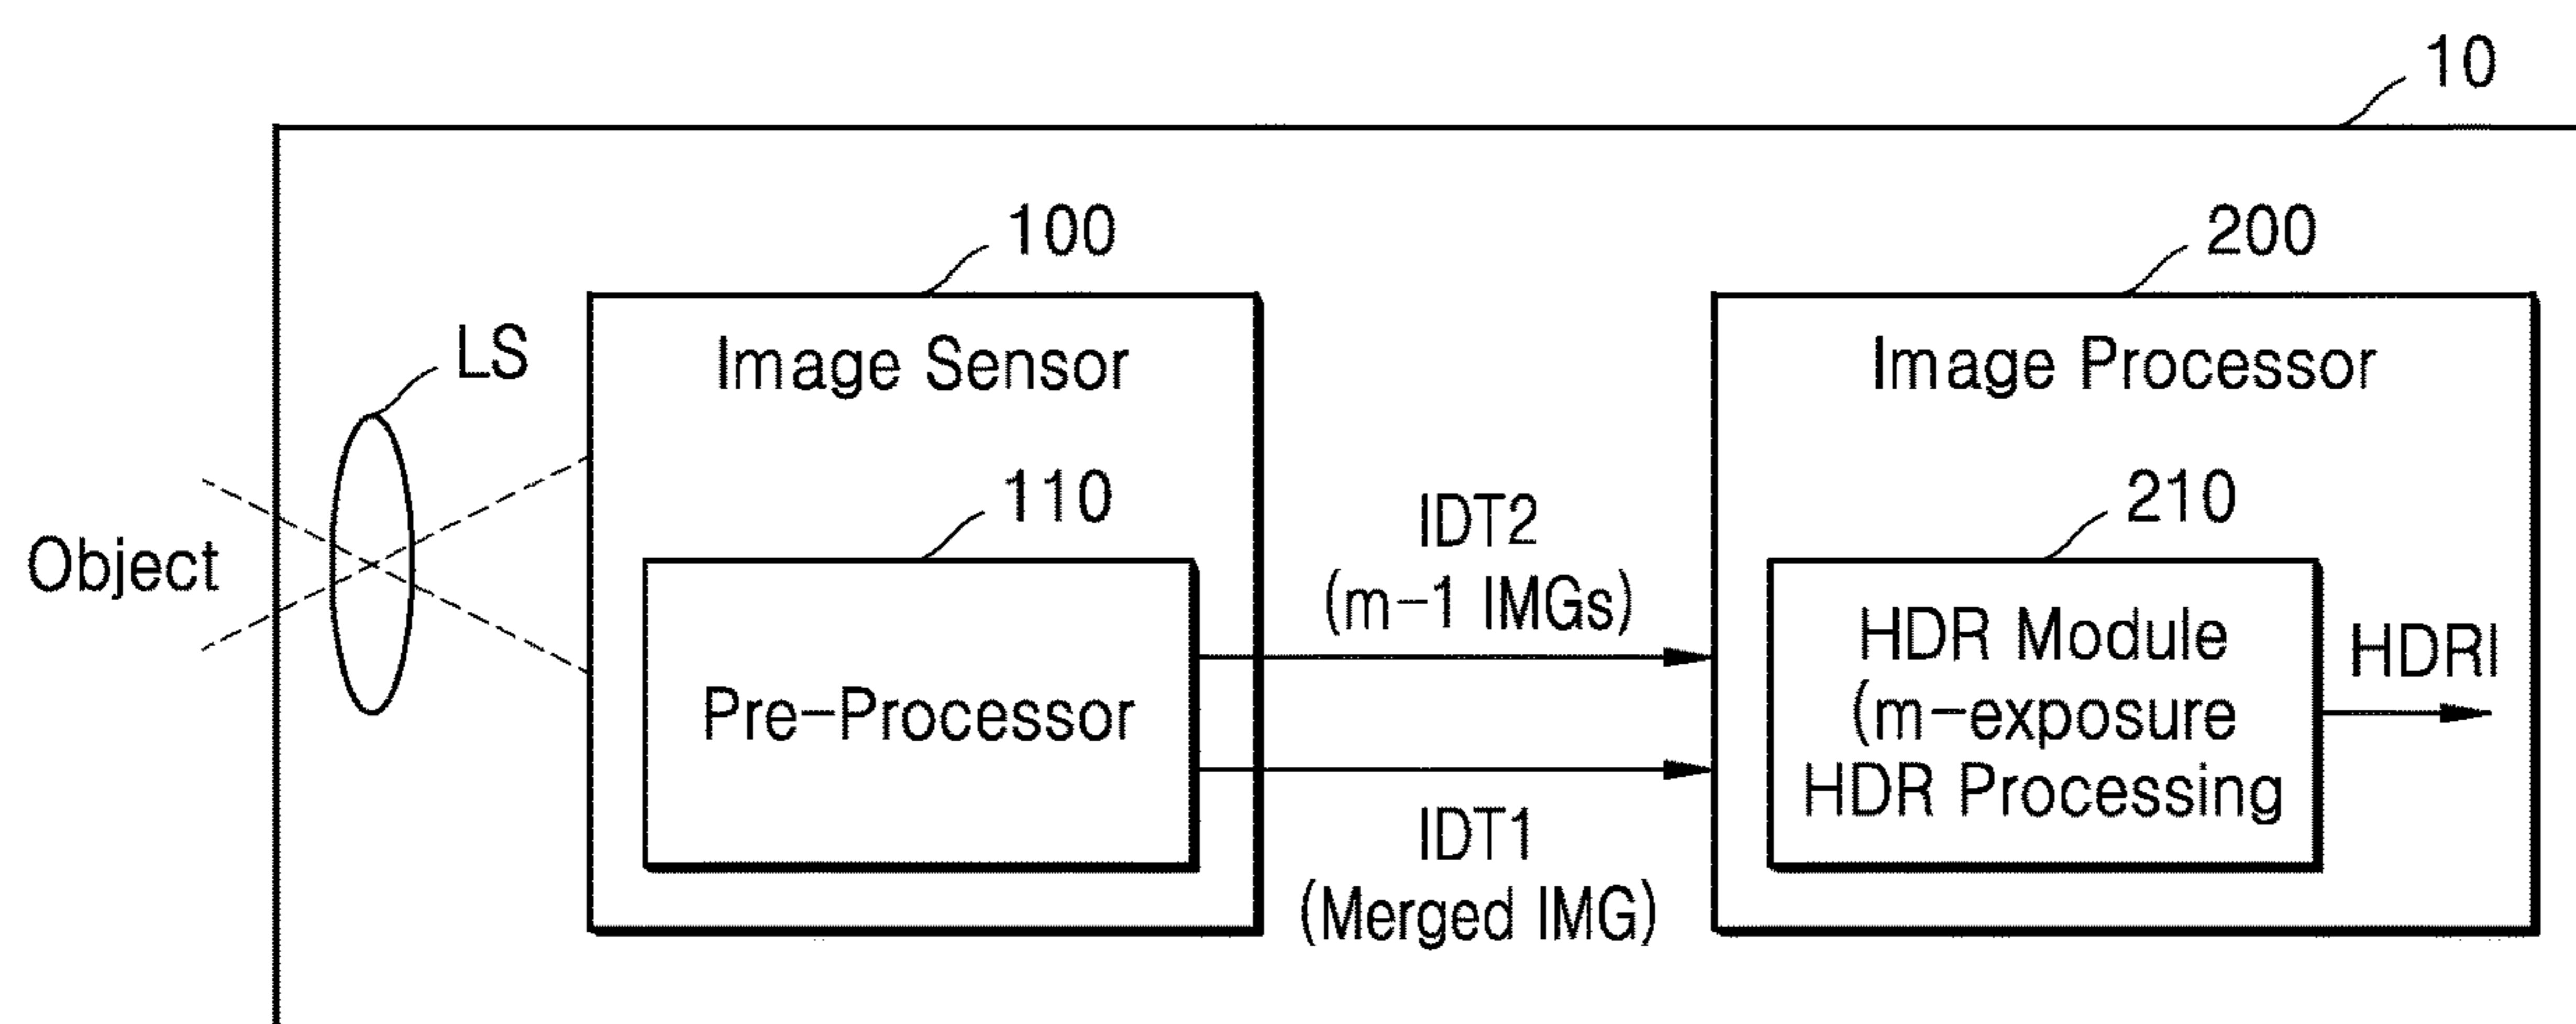 10
100
200
LS
Image Sensor
Image Processor
110
210
IDT2
(m-1 IMGs)
Object
Pre-Processor
HDR Module
(m-exposure
HDR Processing
HDRI
IDT1
(Merged IMG)